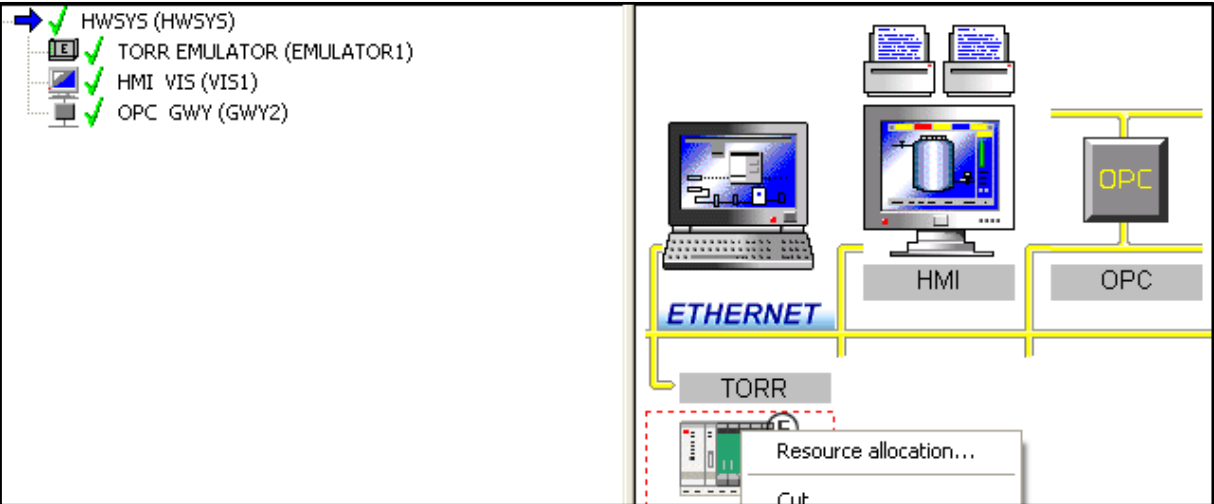 HWSYS (HWSYS)
E TORR EMULATOR (EMULATOR1)
HMI VIS (VIS1)
OPC GWY (GWY2)
OPC
HMI
OPC
ETHERNET
TORR
E
Resource allocation...
Cut